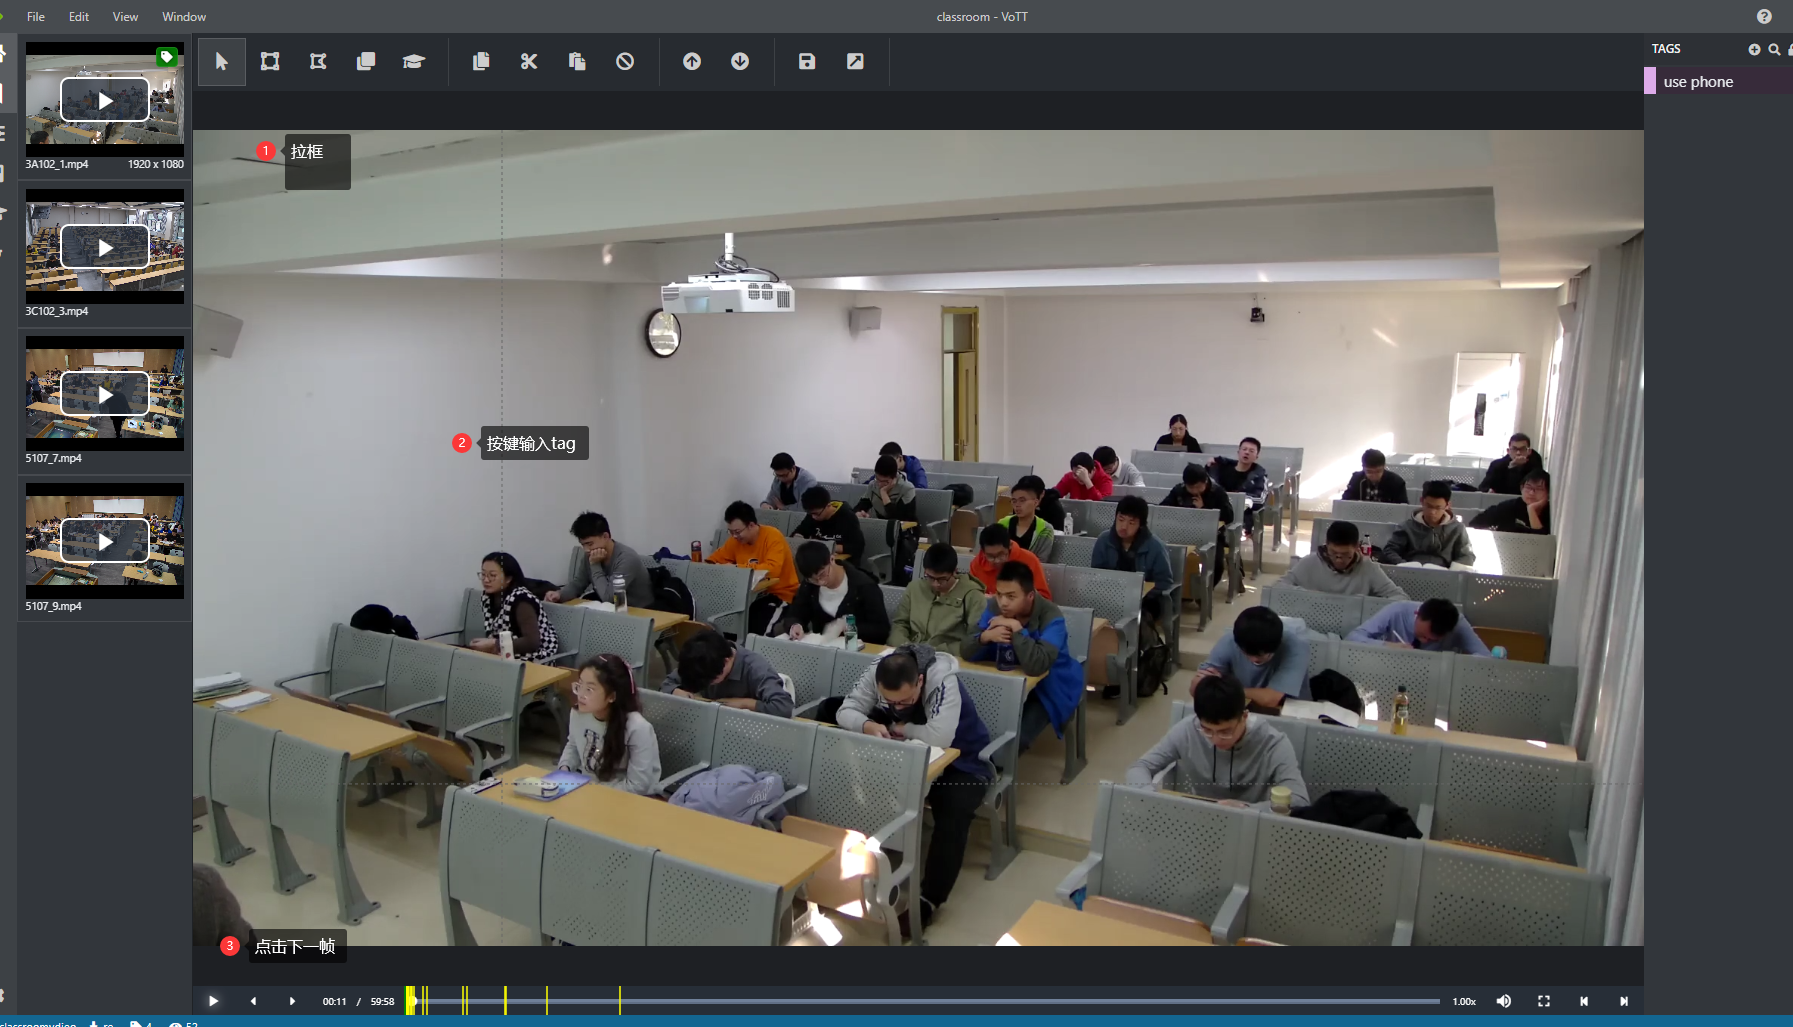 File Edit View Window
classroom - VoTT
TAGS
use phone
3A102_1.mp4 1920 x 1080
3C102_3.mp4
5107_7.mp4
5107_9.mp4
1 拉框
2 按键输入tag
3 点击下一帧
00:11 / 59:58
1.00x